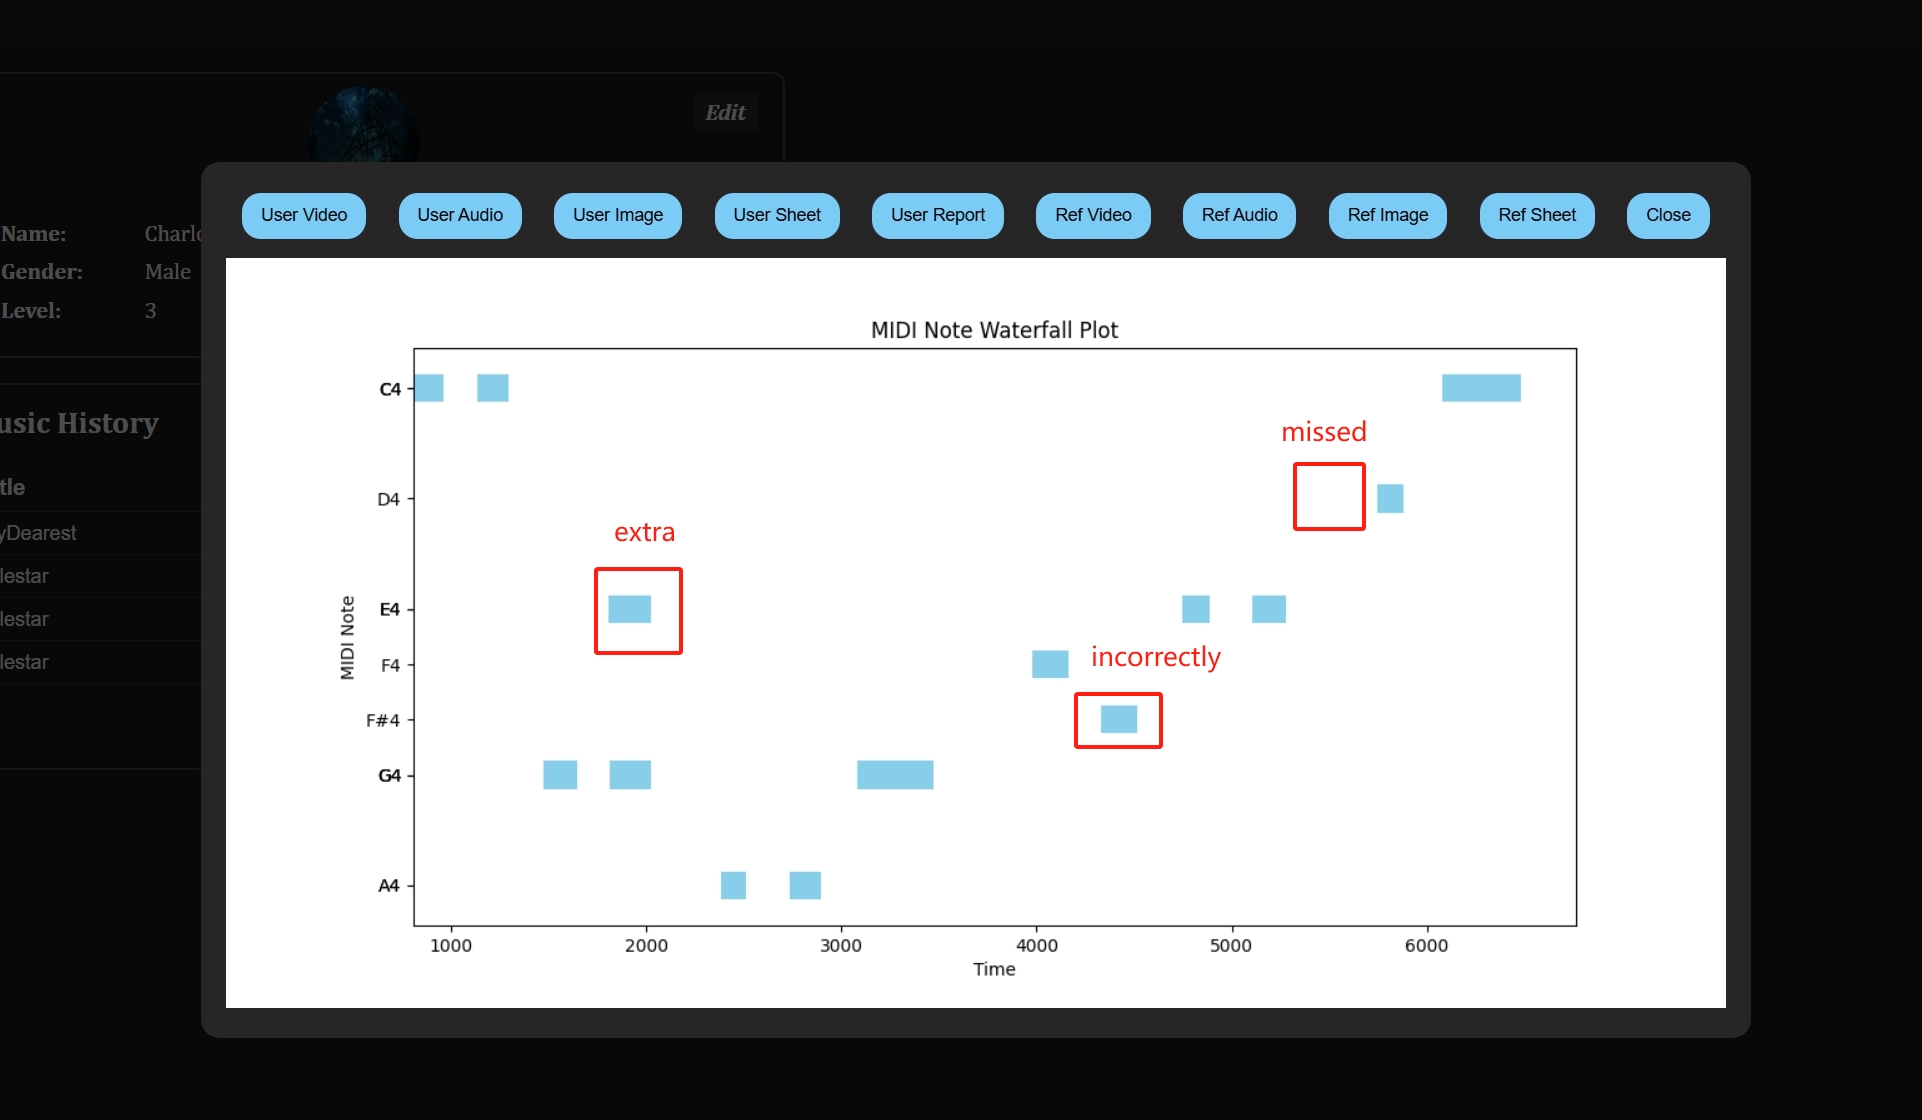 Edit
User Video
User Audio
User Image
User Sheet
User Report
Ref Video
Ref Audio
Ref Image
Ref Sheet
Close
Name:
Gender: Male
Level: 3
usic History
tle
yDearest
lestar
lestar
lestar
MIDI Note Waterfall Plot
C4
D4
E4
F4
F#4
G4
A4
MIDI Note
missed
extra
incorrectly
1000 2000 3000 4000 5000 6000
Time